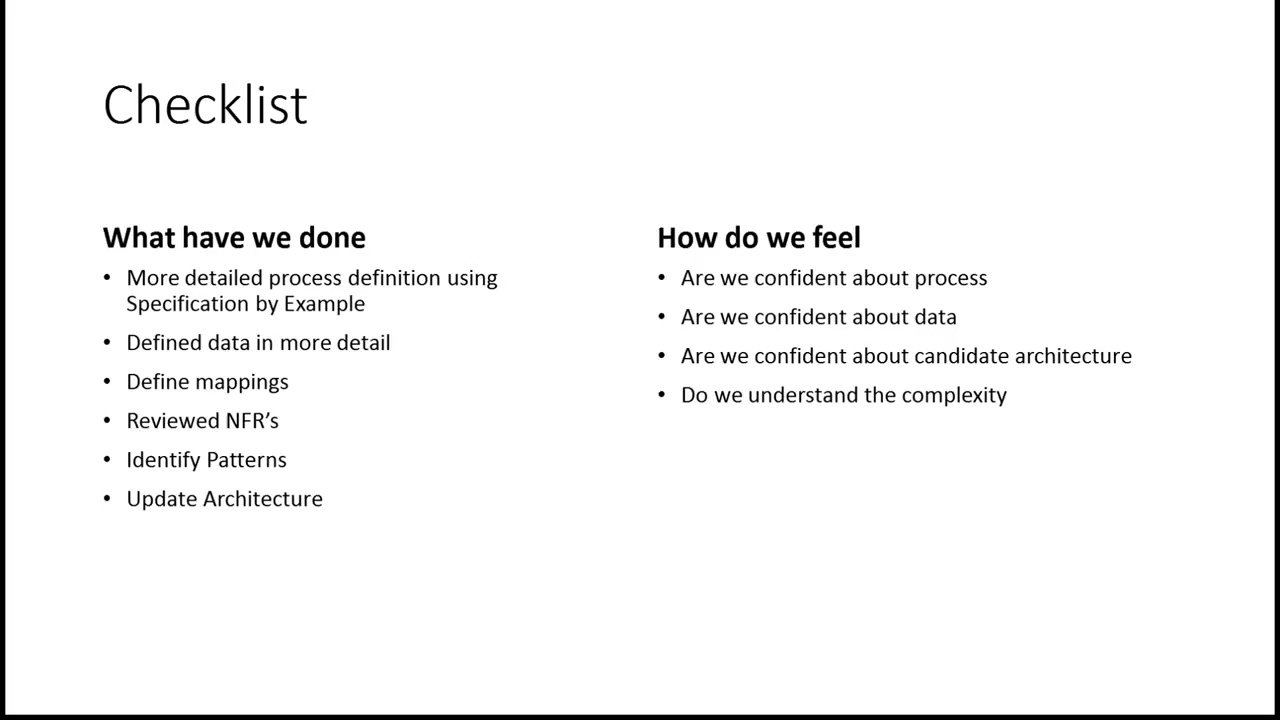 Checklist
What have we done
• More detailed process definition using
Specification by Example
• Defined data in more detail
• Define mappings
• Reviewed NFR’s
• Identify Patterns
• Update Architecture
How do we feel
• Are we confident about process
• Are we confident about data
• Are we confident about candidate architecture
• Do we understand the complexity